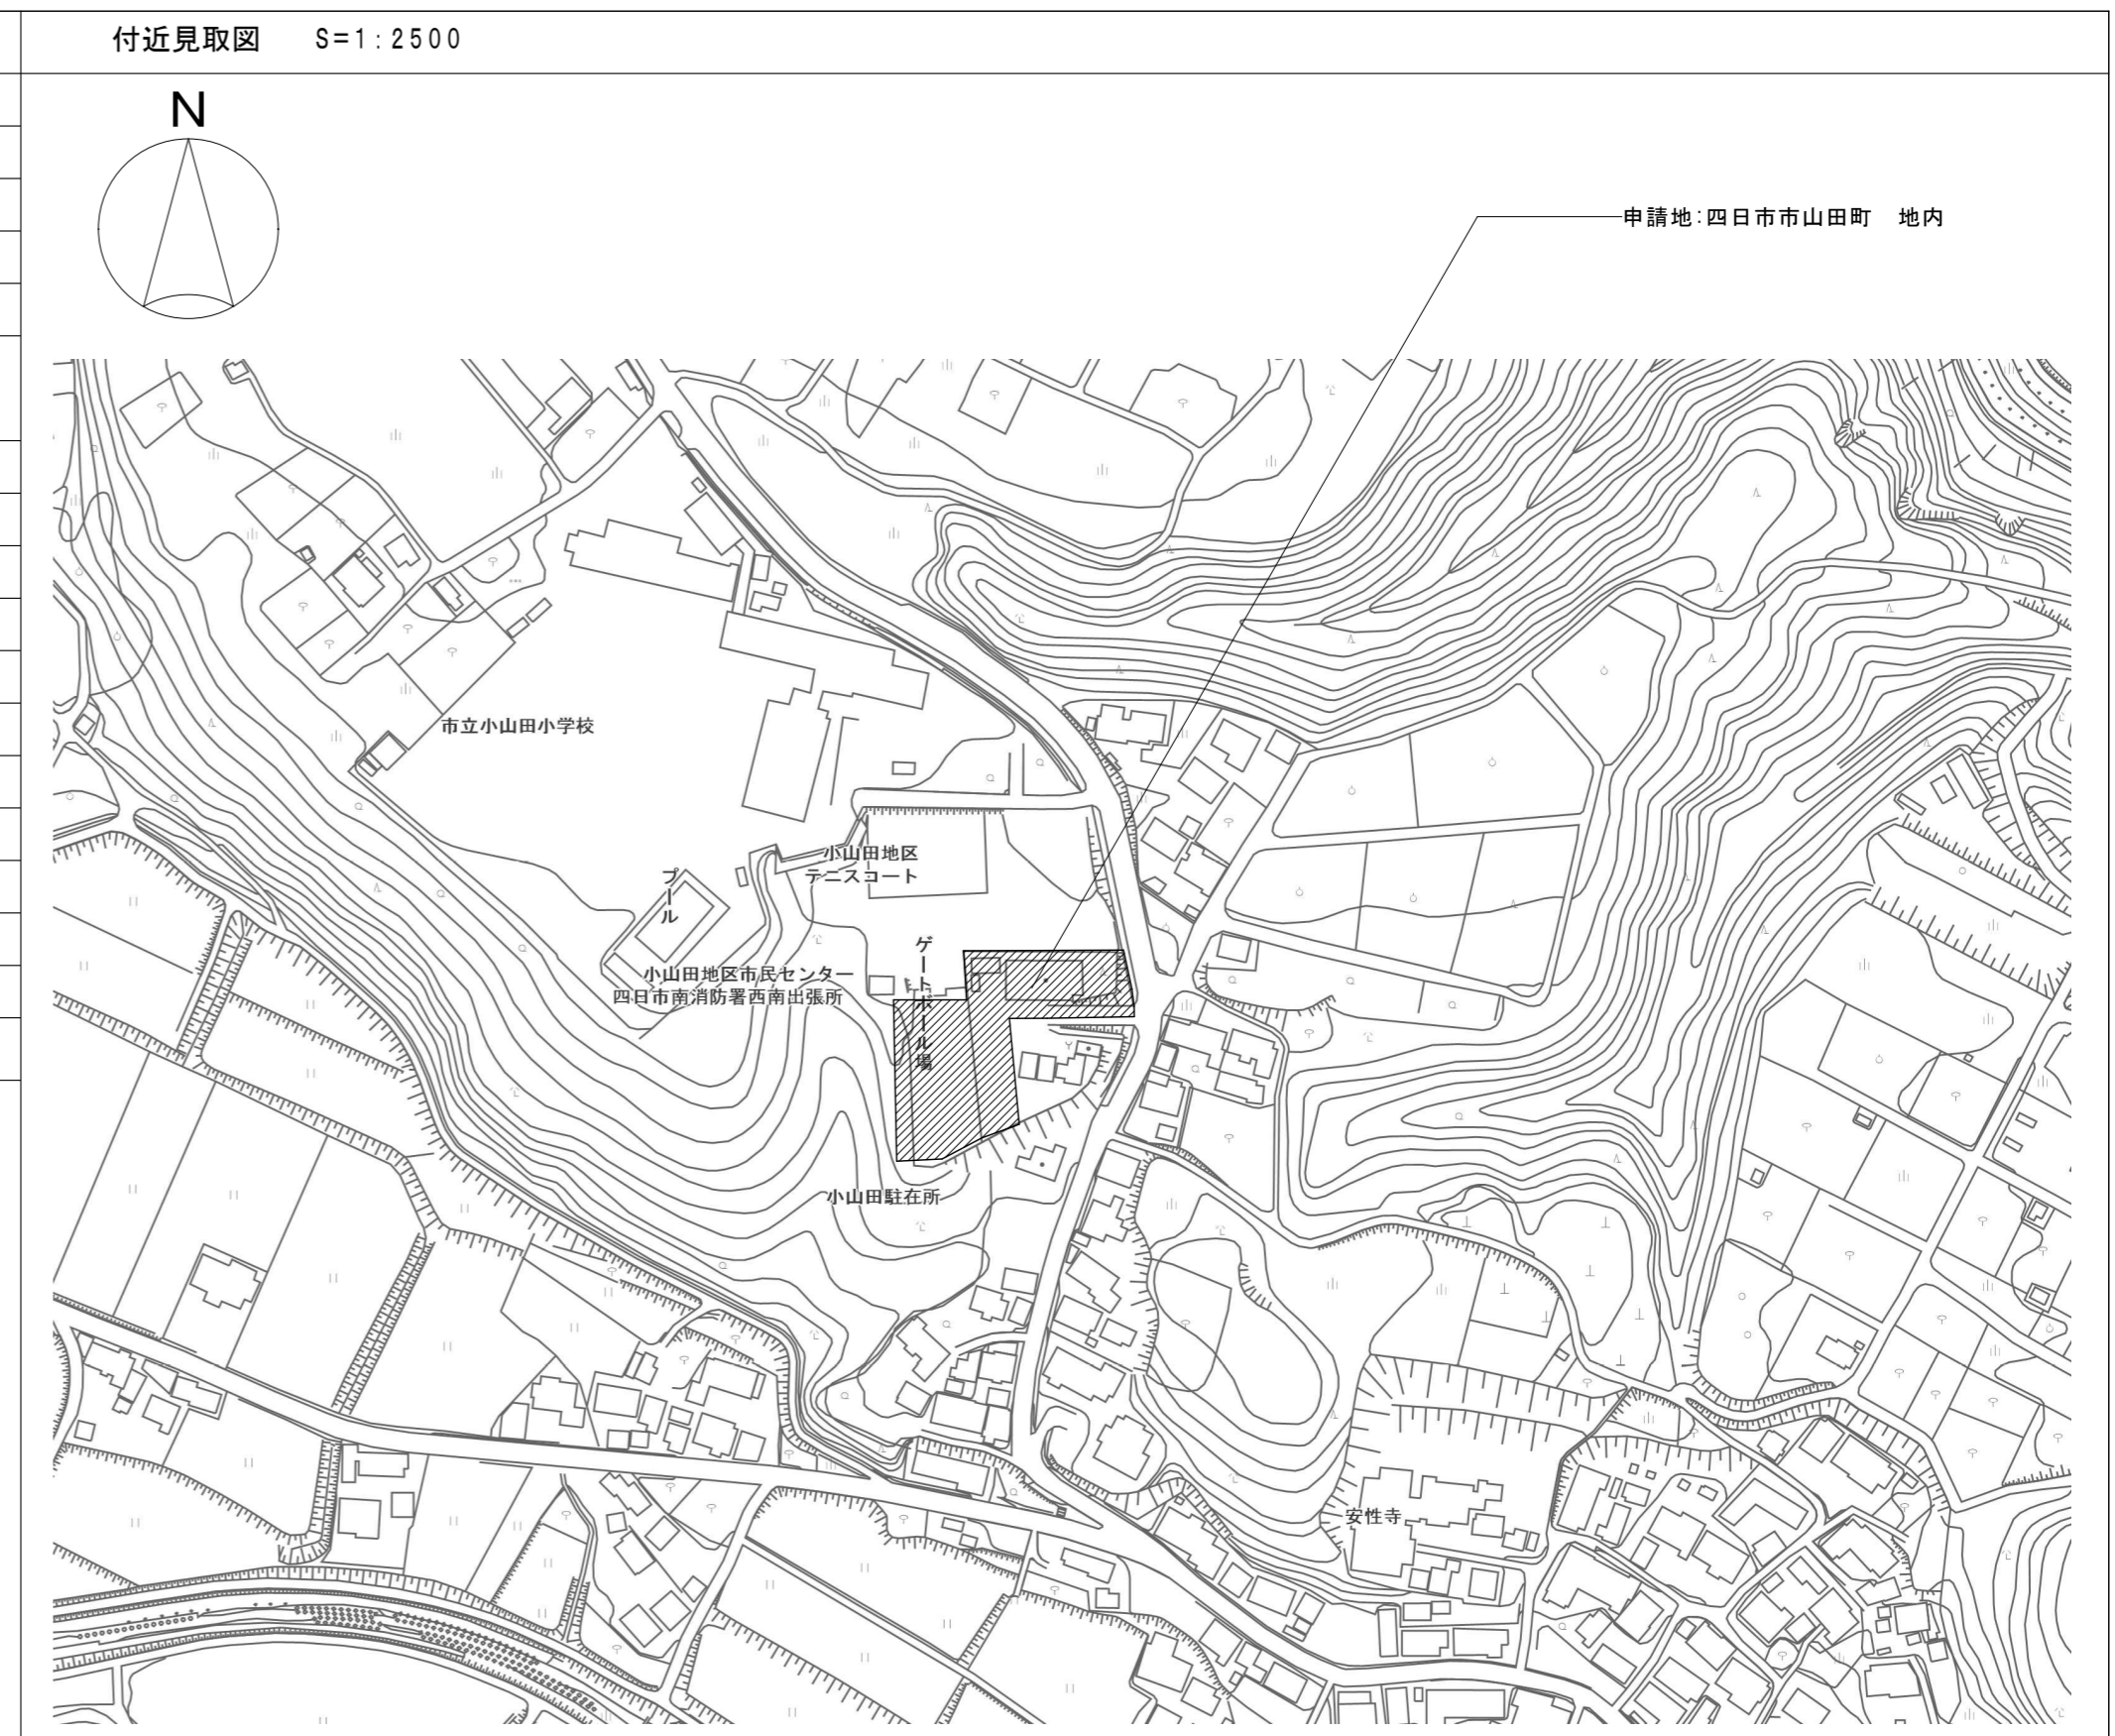 付近見取図　S=1:2500
N
申請地:四日市市山田町　地内
市立小山田小学校
小山田地区
テニスコート
プール
ゲートボール場
小山田地区市民センター
四日市南消防署西南出張所
小山田駐在所
安性寺